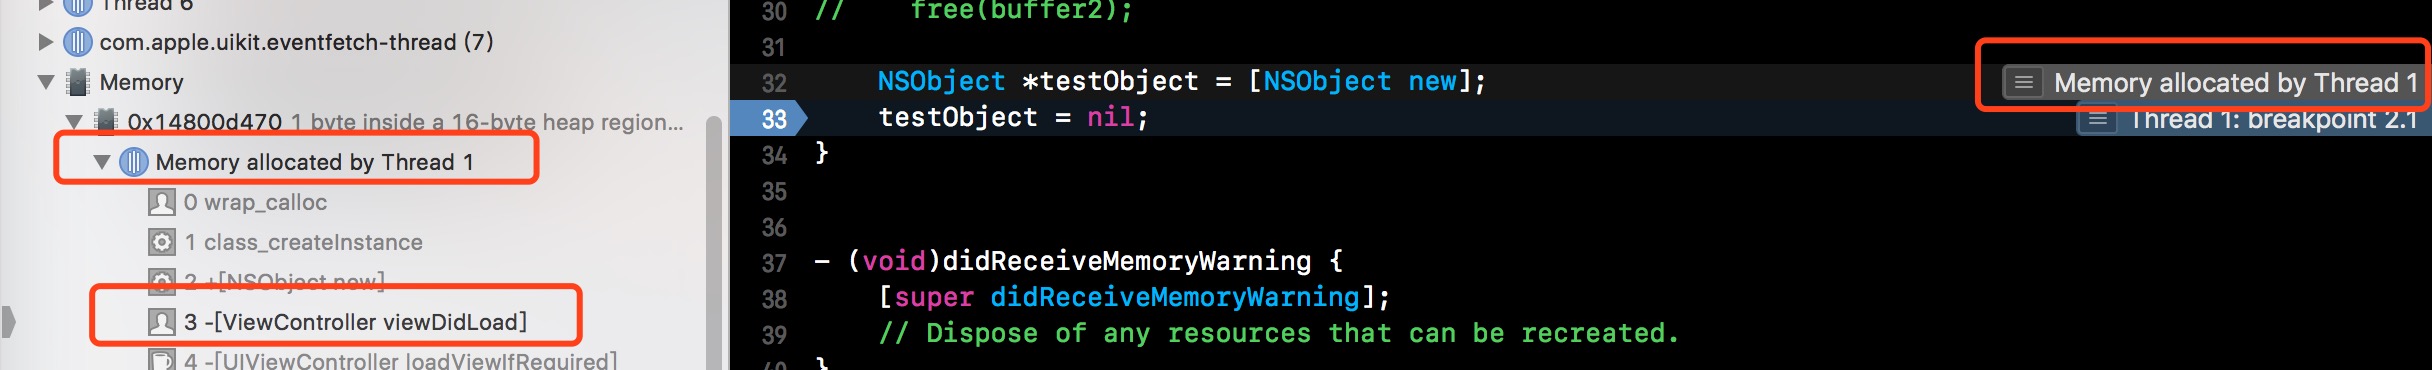 Thread 6
com.apple.uikit.eventfetch-thread (7)
Memory
0x14800d470 1 byte inside a 16-byte heap region...
Memory allocated by Thread 1
0 wrap_calloc
1 class_createInstance
2 +[NSObject new]
3 -[ViewController viewDidLoad]
4 -[UIViewController loadViewIfRequired]
30 // free(buffer2);
31
32 NSObject *testObject = [NSObject new];
Memory allocated by Thread 1
33 testObject = nil;
Thread 1: breakpoint 2.1
34 }
35
36
37 - (void)didReceiveMemoryWarning {
38 [super didReceiveMemoryWarning];
39 // Dispose of any resources that can be recreated.
40 }